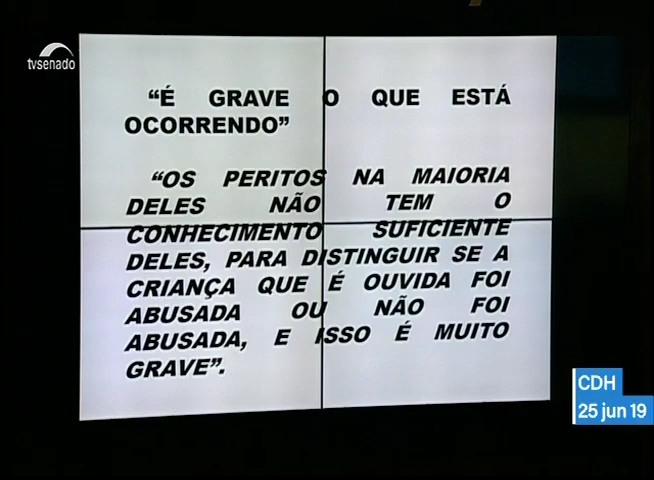 tvsenado
“É GRAVE O QUE ESTÁ
OCORRENDO”
“OS PERITOS NA MAIORIA
DELES NÃO TEM O
CONHECIMENTO SUFICIENTE
DELES, PARA DISTINGUIR SE A
CRIANÇA QUE É OUVIDA FOI
ABUSADA OU NÃO FOI
ABUSADA, E ISSO É MUITO
GRAVE”.
CDH
25 jun 19